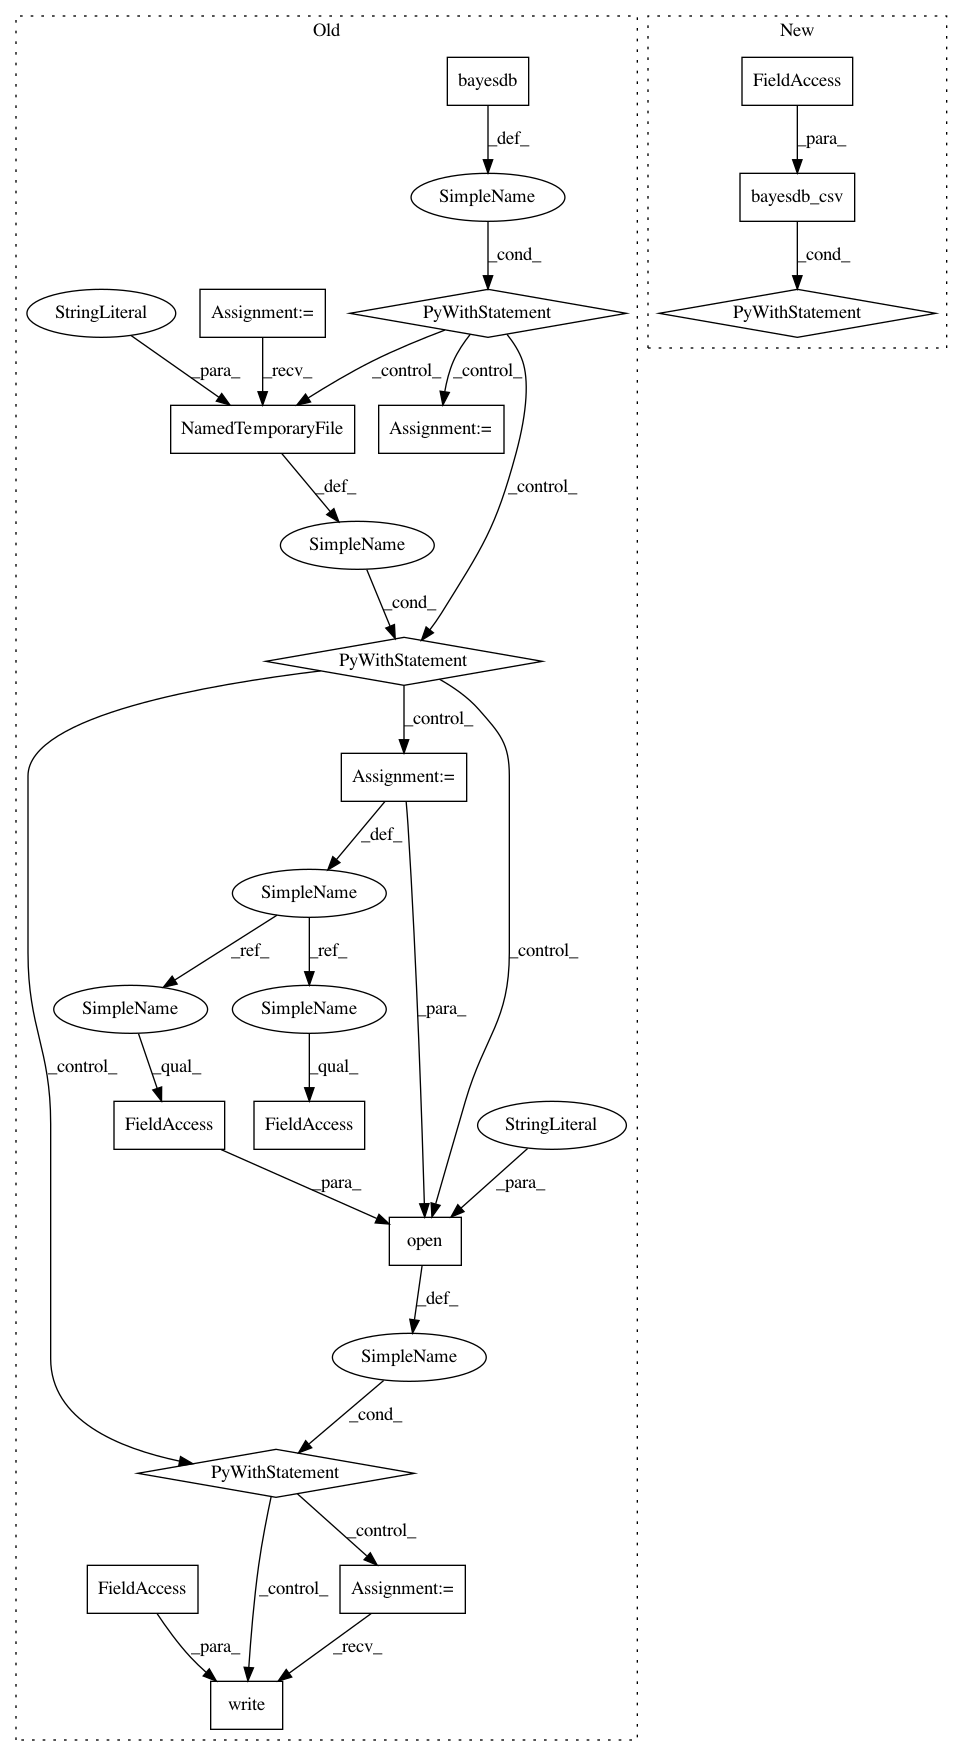 Old
New
bayesdb
FieldAccess
_def_
_para_
SimpleName
bayesdb_csv
_cond_
_cond_
StringLiteral
Assignment:=
PyWithStatement
PyWithStatement
_para_
_recv_
_control_
_control_
NamedTemporaryFile
Assignment:=
_def_
_control_
SimpleName
_cond_
PyWithStatement
_control_
Assignment:=
_def_
SimpleName
_ref_
_ref_
_control_
SimpleName
SimpleName
_para_
_control_
_qual_
_qual_
FieldAccess
FieldAccess
StringLiteral
_para_
_para_
open
_def_
SimpleName
_cond_
PyWithStatement
_control_
FieldAccess
_control_
Assignment:=
_para_
_recv_
write